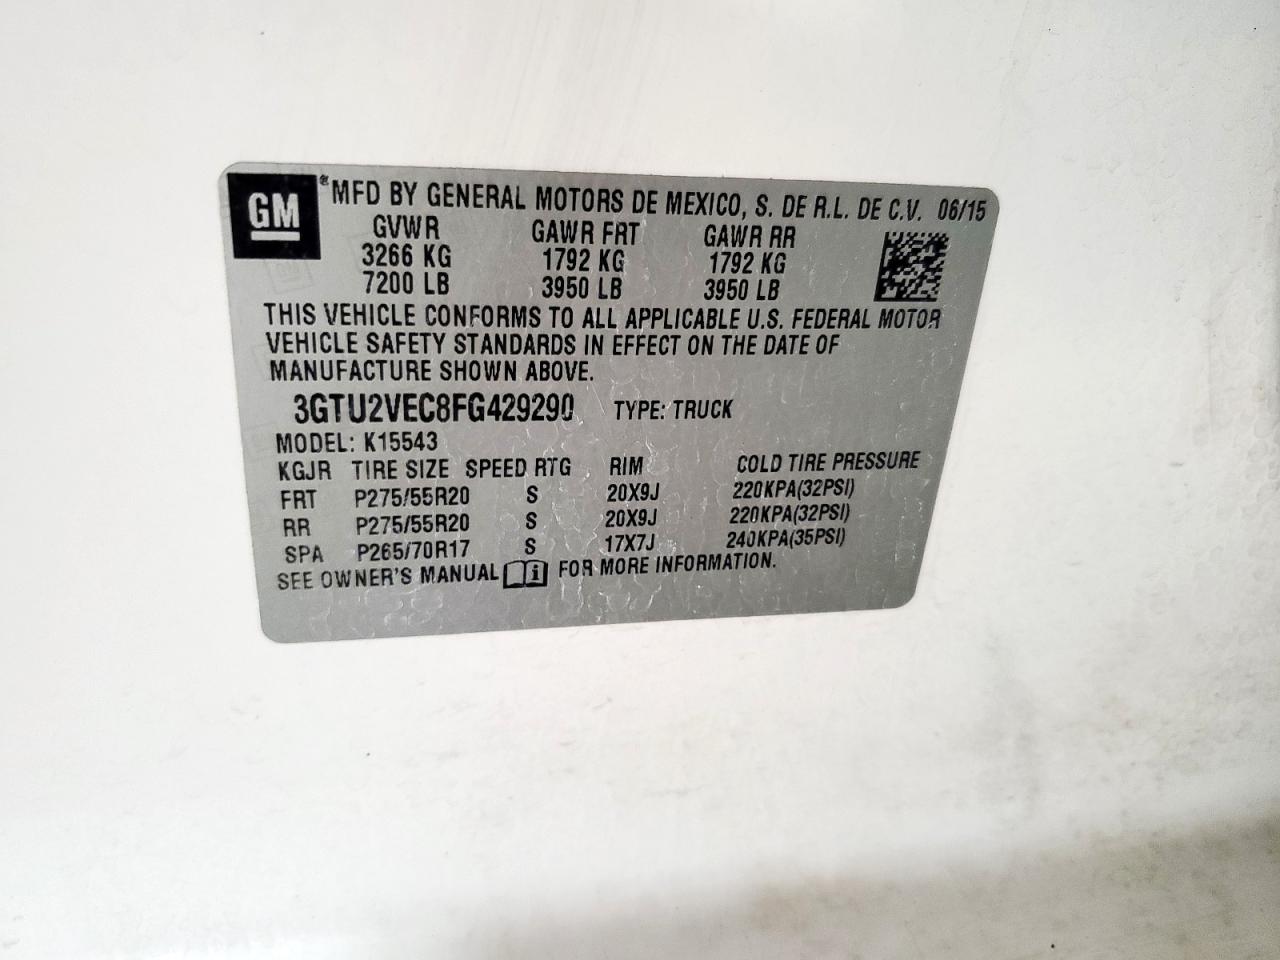 GM ® MFD BY GENERAL MOTORS DE MEXICO, S. DE R.L. DE C.V. 06/15
GVWR GAWR FRT GAWR RR
3266 KG 1792 KG 1792 KG
7200 LB 3950 LB 3950 LB
THIS VEHICLE CONFORMS TO ALL APPLICABLE U.S. FEDERAL MOTOR
VEHICLE SAFETY STANDARDS IN EFFECT ON THE DATE OF
MANUFACTURE SHOWN ABOVE.
3GTU2VEC8FG429290 TYPE: TRUCK
MODEL: K15543
KGJR TIRE SIZE SPEED RTG RIM COLD TIRE PRESSURE
FRT P275/55R20 S 20X9J 220KPA(32PSI)
RR P275/55R20 S 20X9J 220KPA(32PSI)
SPA P265/70R17 S 17X7J 240KPA(35PSI)
SEE OWNER'S MANUAL i FOR MORE INFORMATION.